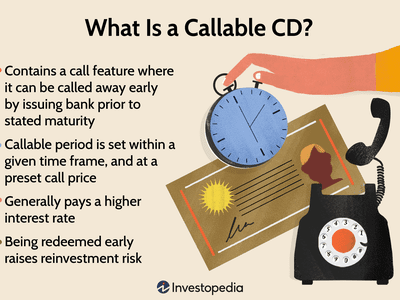 What Is a Callable CD?
Contains a call feature where
it can be called away early
by issuing bank prior to
stated maturity
Callable period is set within a
given time frame, and at a
preset call price
Generally pays a higher
interest rate
Being redeemed early
raises reinvestment risk
Investopedia